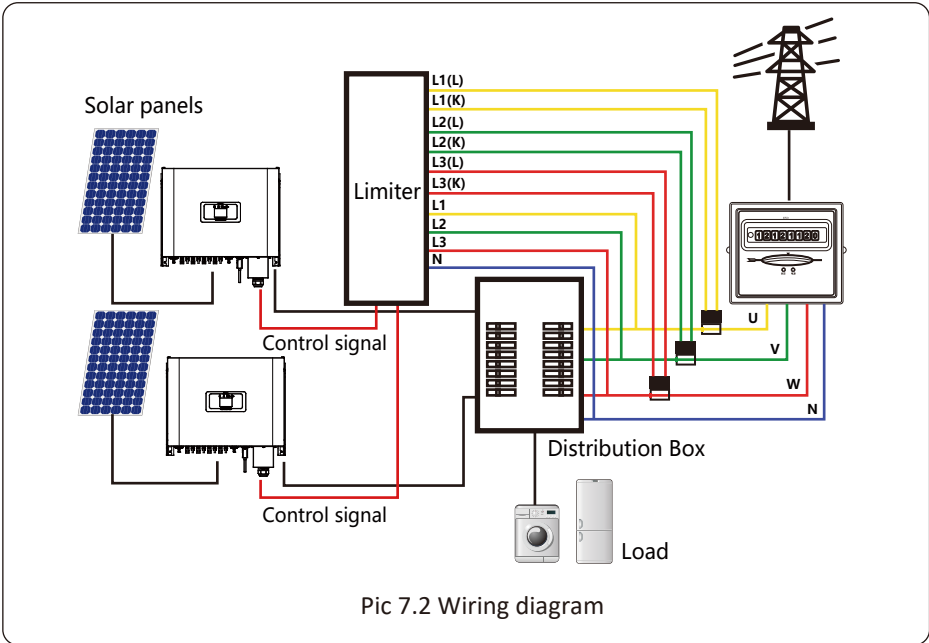 Solar panels
Limiter
L1(L)
L1(K)
L2(L)
L2(K)
L3(L)
L3(K)
L1
L2
L3
N
12121120
U
V
W
N
Control signal
Control signal
Distribution Box
Load
Pic 7.2 Wiring diagram